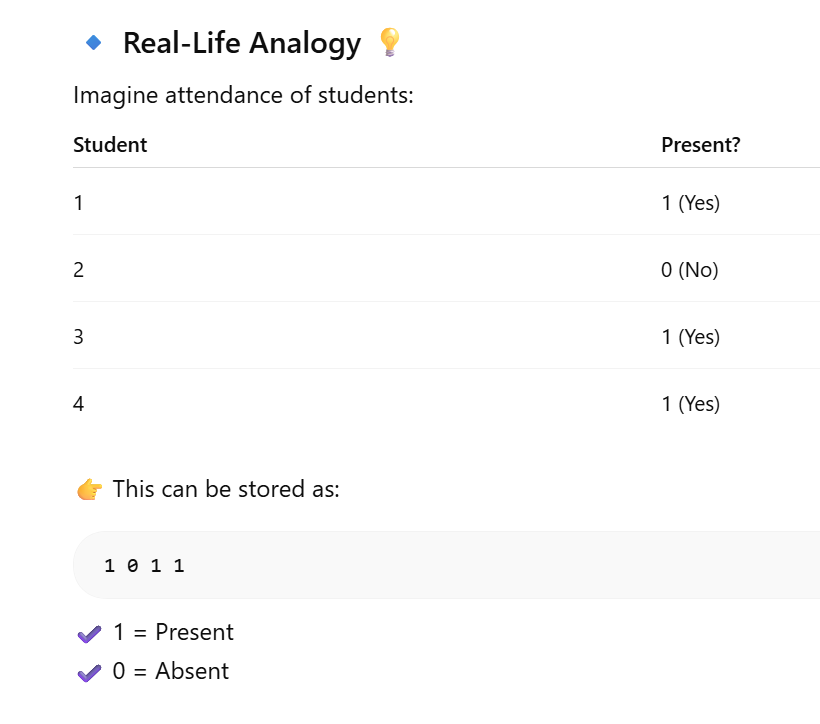 🔹 Real-Life Analogy 💡
Imagine attendance of students:
Student Present?
1 1 (Yes)
2 0 (No)
3 1 (Yes)
4 1 (Yes)
👉 This can be stored as:
1 0 1 1
✔ 1 = Present
✔ 0 = Absent